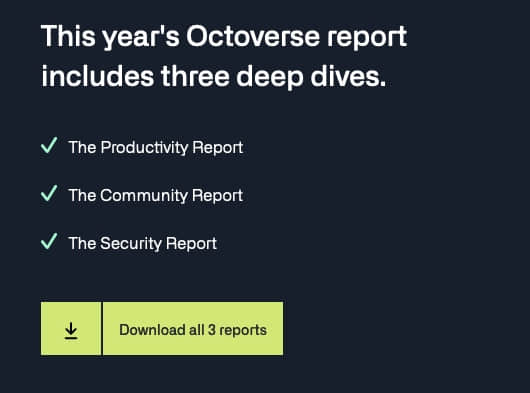 This year's Octoverse report
includes three deep dives.
The Productivity Report
The Community Report
The Security Report
Download all 3 reports